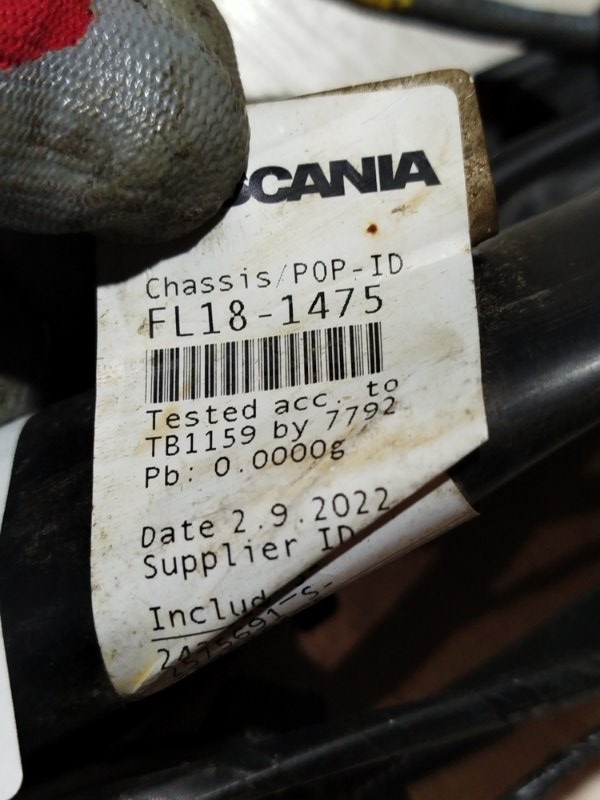 SCANIA
Chassis/POP-ID
FL18-1475
Tested acc. to
TB1159 by 7792
Pb: 0.0000g
Date 2.9.2022
Supplier ID
Includ